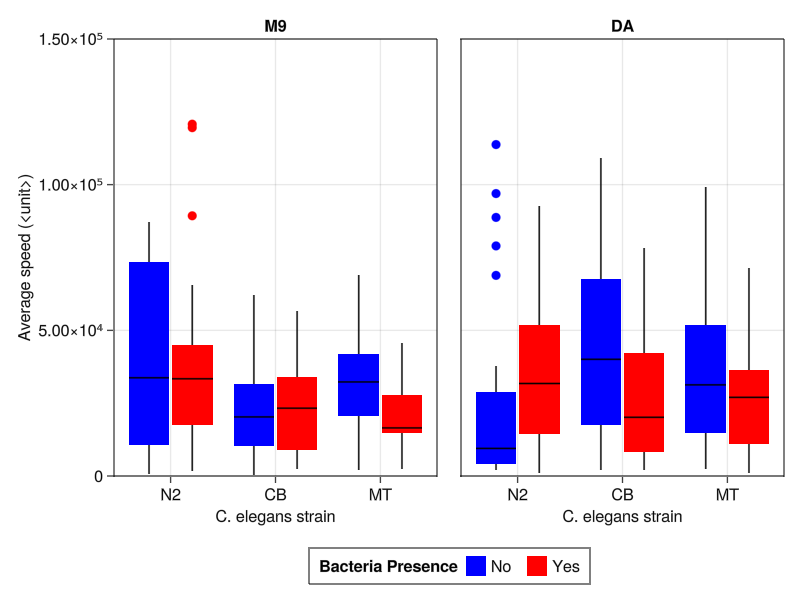 M9 DA
1.50×10⁵
1.00×10⁵
5.00×10⁴
0
Average speed (<unit>)
N2 CB MT N2 CB MT
C. elegans strain C. elegans strain
Bacteria Presence No Yes